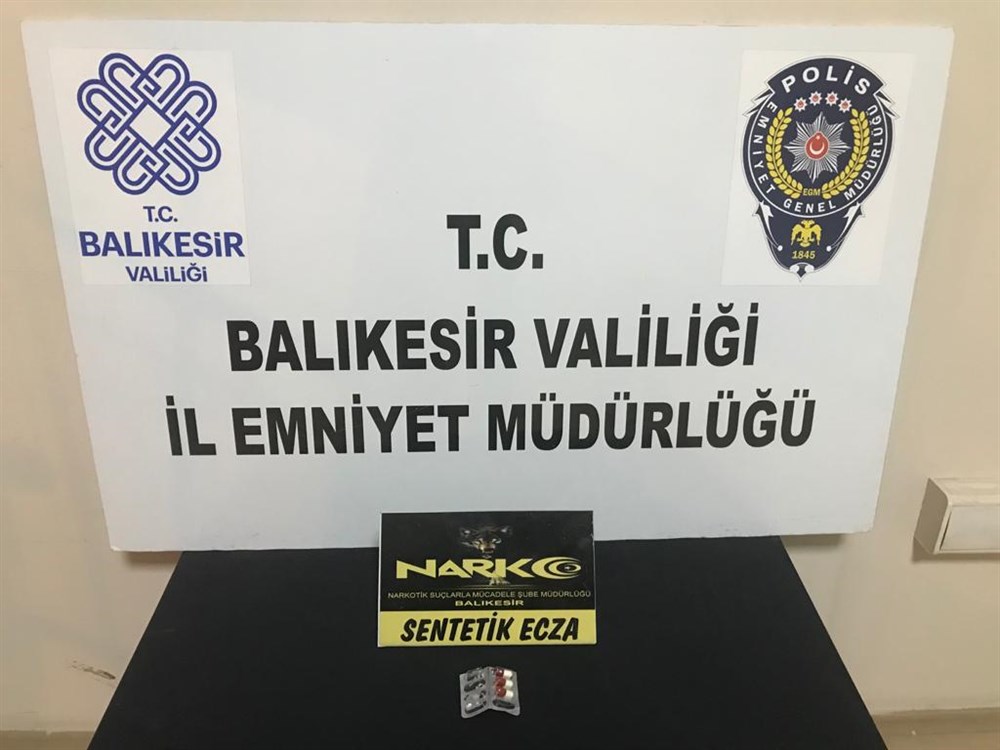 T.C.
BALIKESİR
VALİLİĞİ
POLİS
EMNİYET GENEL MÜDÜRLÜĞÜ
EGM
1845
T.C.
BALIKESİR VALİLİĞİ
İL EMNİYET MÜDÜRLÜĞÜ
NARKO
NARKOTİK SUÇLARLA MÜCADELE ŞUBE MÜDÜRLÜĞÜ
BALIKESİR
SENTETİK ECZA